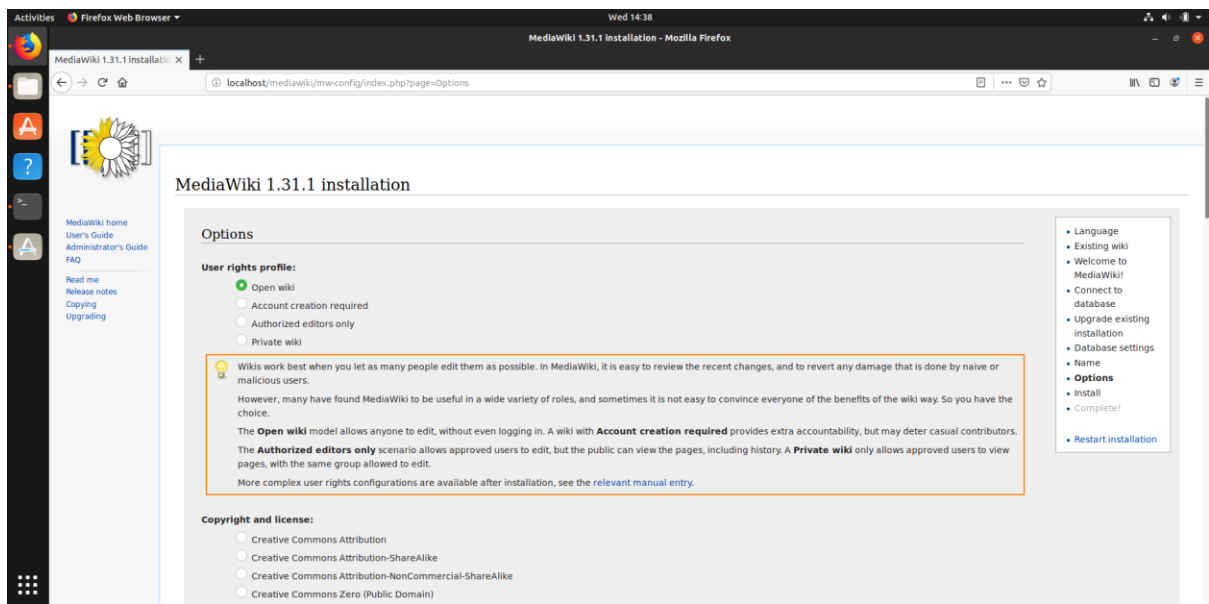 Activities Firefox Web Browser Wed 14:38
MediaWiki 1.31.1 installation - Mozilla Firefox
MediaWiki 1.31.1 installatio
localhost/mediawiki/mw-config/index.php?page=Options
MediaWiki 1.31.1 installation
MediaWiki home
User's Guide
Administrator's Guide
FAQ
Read me
Release notes
Copying
Upgrading
Options
User rights profile:
Open wiki
Account creation required
Authorized editors only
Private wiki
Wikis work best when you let as many people edit them as possible. In MediaWiki, it is easy to review the recent changes, and to revert any damage that is done by naive or
malicious users.
However, many have found MediaWiki to be useful in a wide variety of roles, and sometimes it is not easy to convince everyone of the benefits of the wiki way. So you have the
choice.
The Open wiki model allows anyone to edit, without even logging in. A wiki with Account creation required provides extra accountability, but may deter casual contributors.
The Authorized editors only scenario allows approved users to edit, but the public can view the pages, including history. A Private wiki only allows approved users to view
pages, with the same group allowed to edit.
More complex user rights configurations are available after installation, see the relevant manual entry.
Copyright and license:
Creative Commons Attribution
Creative Commons Attribution-ShareAlike
Creative Commons Attribution-NonCommercial-ShareAlike
Creative Commons Zero (Public Domain)
Language
Existing wiki
Welcome to
MediaWiki!
Connect to
database
Upgrade existing
installation
Database settings
Name
Options
Install
Complete!
Restart installation